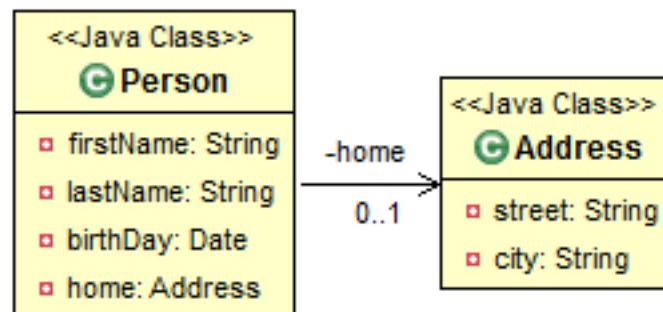 <<Java Class>>
Person
firstName: String
lastName: String
birthDay: Date
home: Address
-home
0..1
<<Java Class>>
Address
street: String
city: String